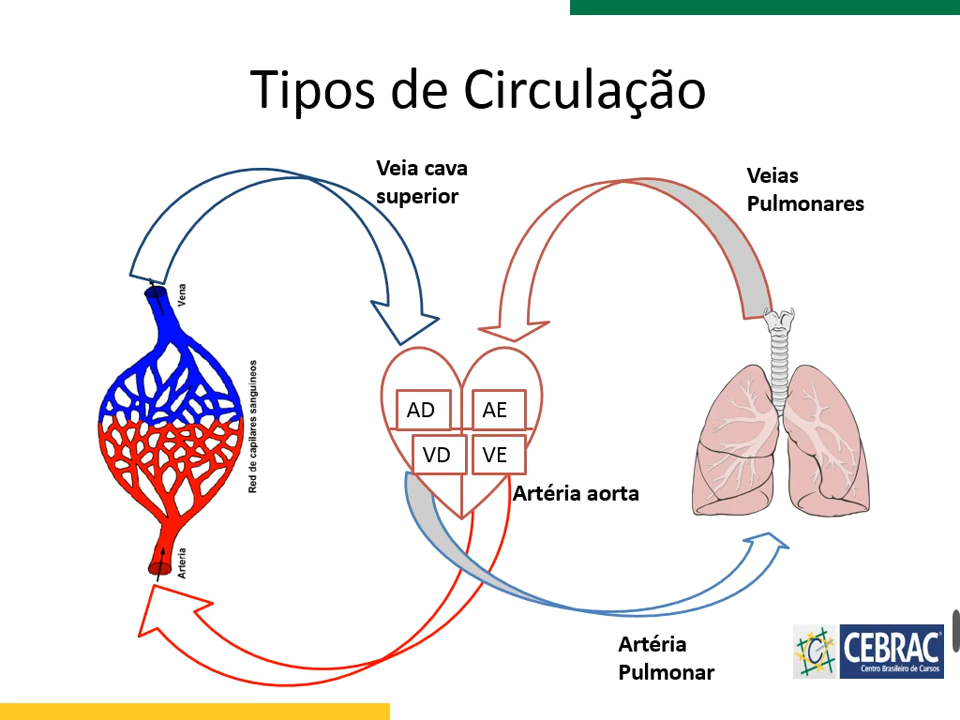 Tipos de Circulação
Veia cava
superior
Veias
Pulmonares
Vena
Red de capilares sanguineos
Arteria
AD
AE
VD
VE
Artéria aorta
Artéria
Pulmonar
CEBRAC
Centro Brasileiro de Cursos